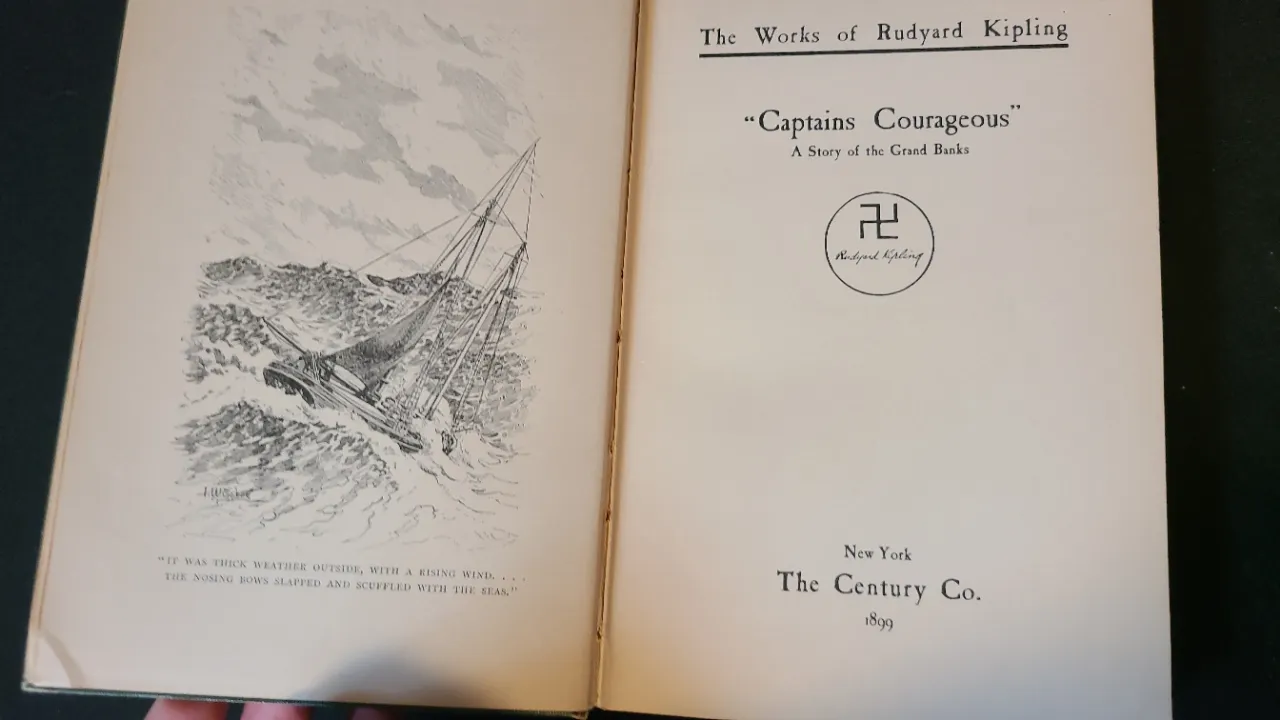 "IT WAS THICK WEATHER OUTSIDE, WITH A RISING WIND. . . .
THE NOSING BOWS SLAPPED AND SCUFFLED WITH THE SEAS."
The Works of Rudyard Kipling
“Captains Courageous”
A Story of the Grand Banks
Rudyard Kipling
New York
The Century Co.
1899